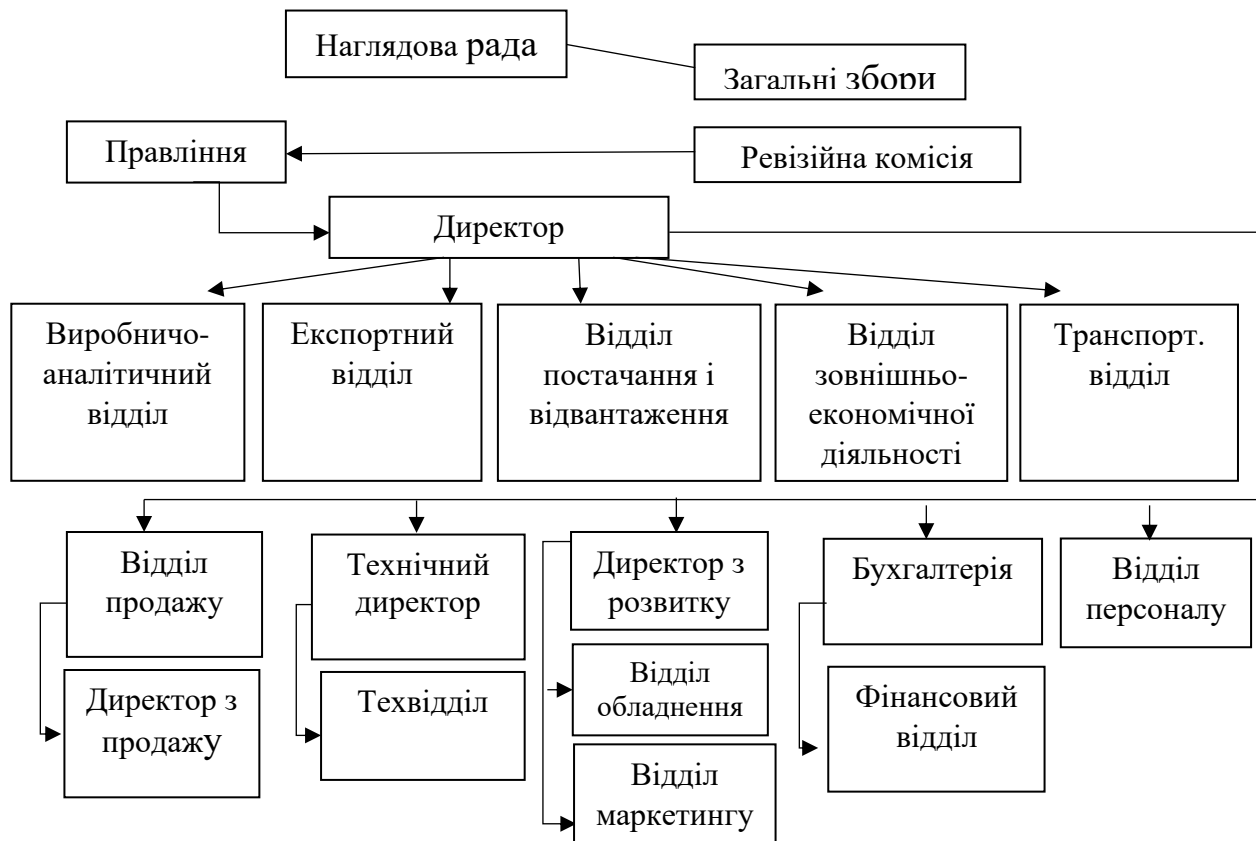 Наглядова рада
Загальні збори
Правління
Ревізійна комісія
Директор
Виробничо-
аналітичний
відділ
Експортний
відділ
Відділ
постачання і
відвантаження
Відділ
зовнішньо-
економічної
діяльності
Транспорт.
відділ
Відділ
продажу
Технічний
директор
Директор з
розвитку
Бухгалтерія
Відділ
персоналу
Директор з
продажу
Техвідділ
Відділ
обладнення
Фінансовий
відділ
Відділ
маркетингу